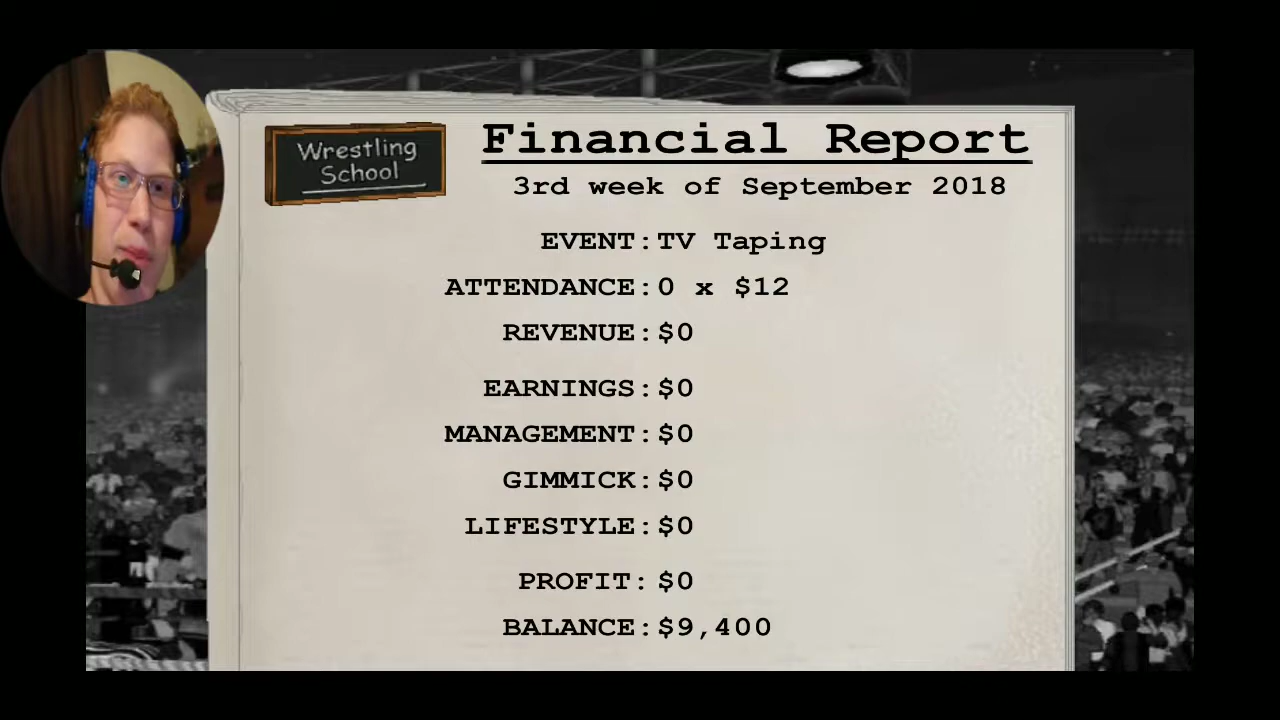 Wrestling
School
Financial Report
3rd week of September 2018
EVENT: TV Taping
ATTENDANCE: 0 x $12
REVENUE: $0
EARNINGS: $0
MANAGEMENT: $0
GIMMICK: $0
LIFESTYLE: $0
PROFIT: $0
BALANCE: $9,400